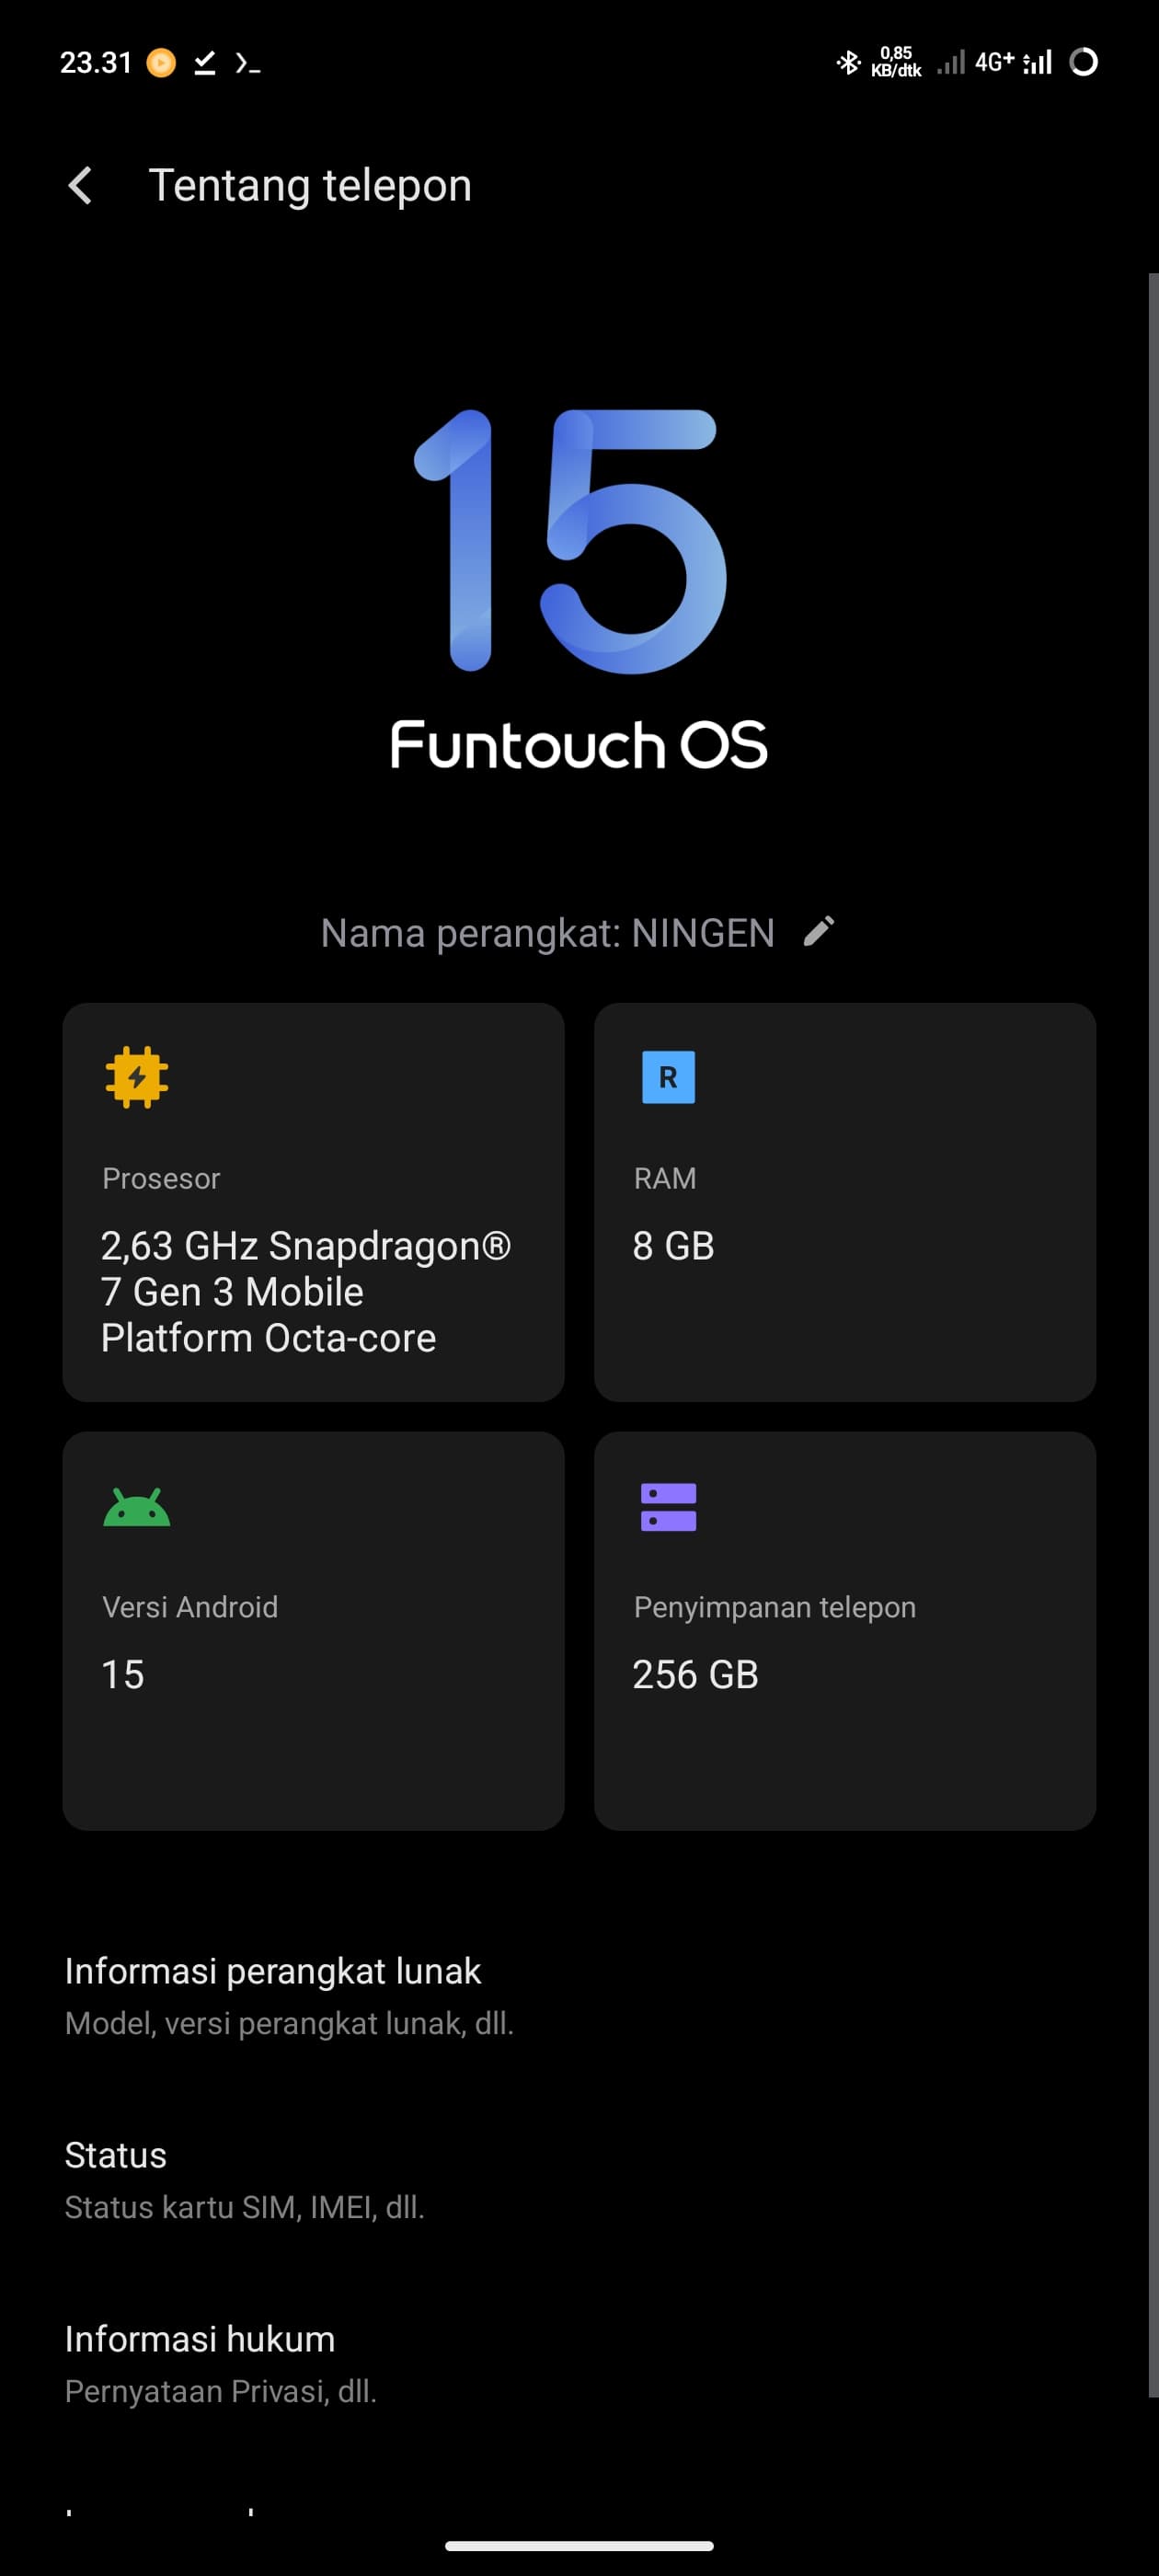 23.31
0,85
KB/dtk
4G+
Tentang telepon
15
Funtouch OS
Nama perangkat: NINGEN
R
Prosesor
2,63 GHz Snapdragon®
7 Gen 3 Mobile
Platform Octa-core
RAM
8 GB
Versi Android
15
Penyimpanan telepon
256 GB
Informasi perangkat lunak
Model, versi perangkat lunak, dll.
Status
Status kartu SIM, IMEI, dll.
Informasi hukum
Pernyataan Privasi, dll.